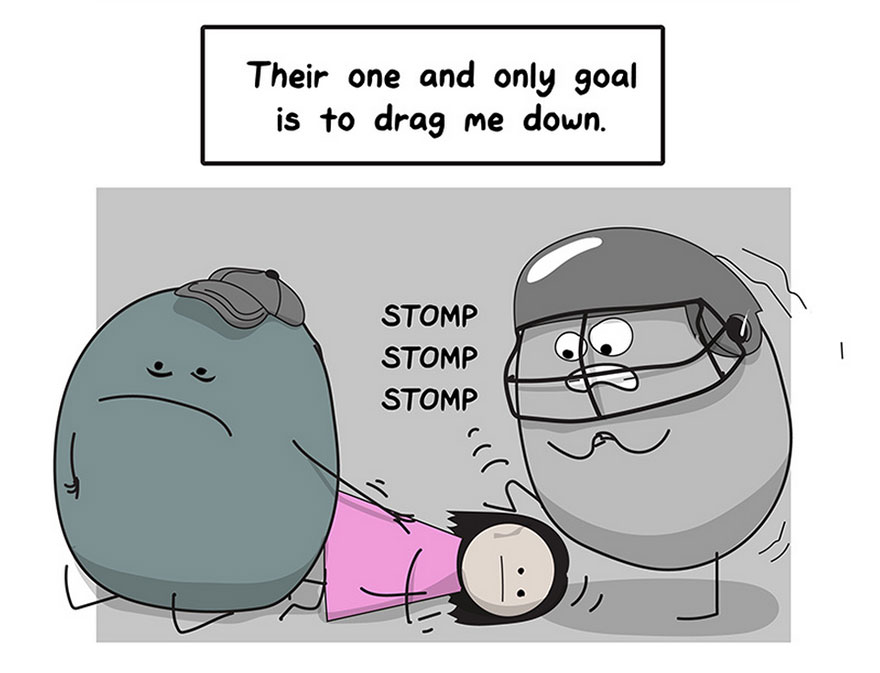 Their one and only goal
is to drag me down.
STOMP
STOMP
STOMP